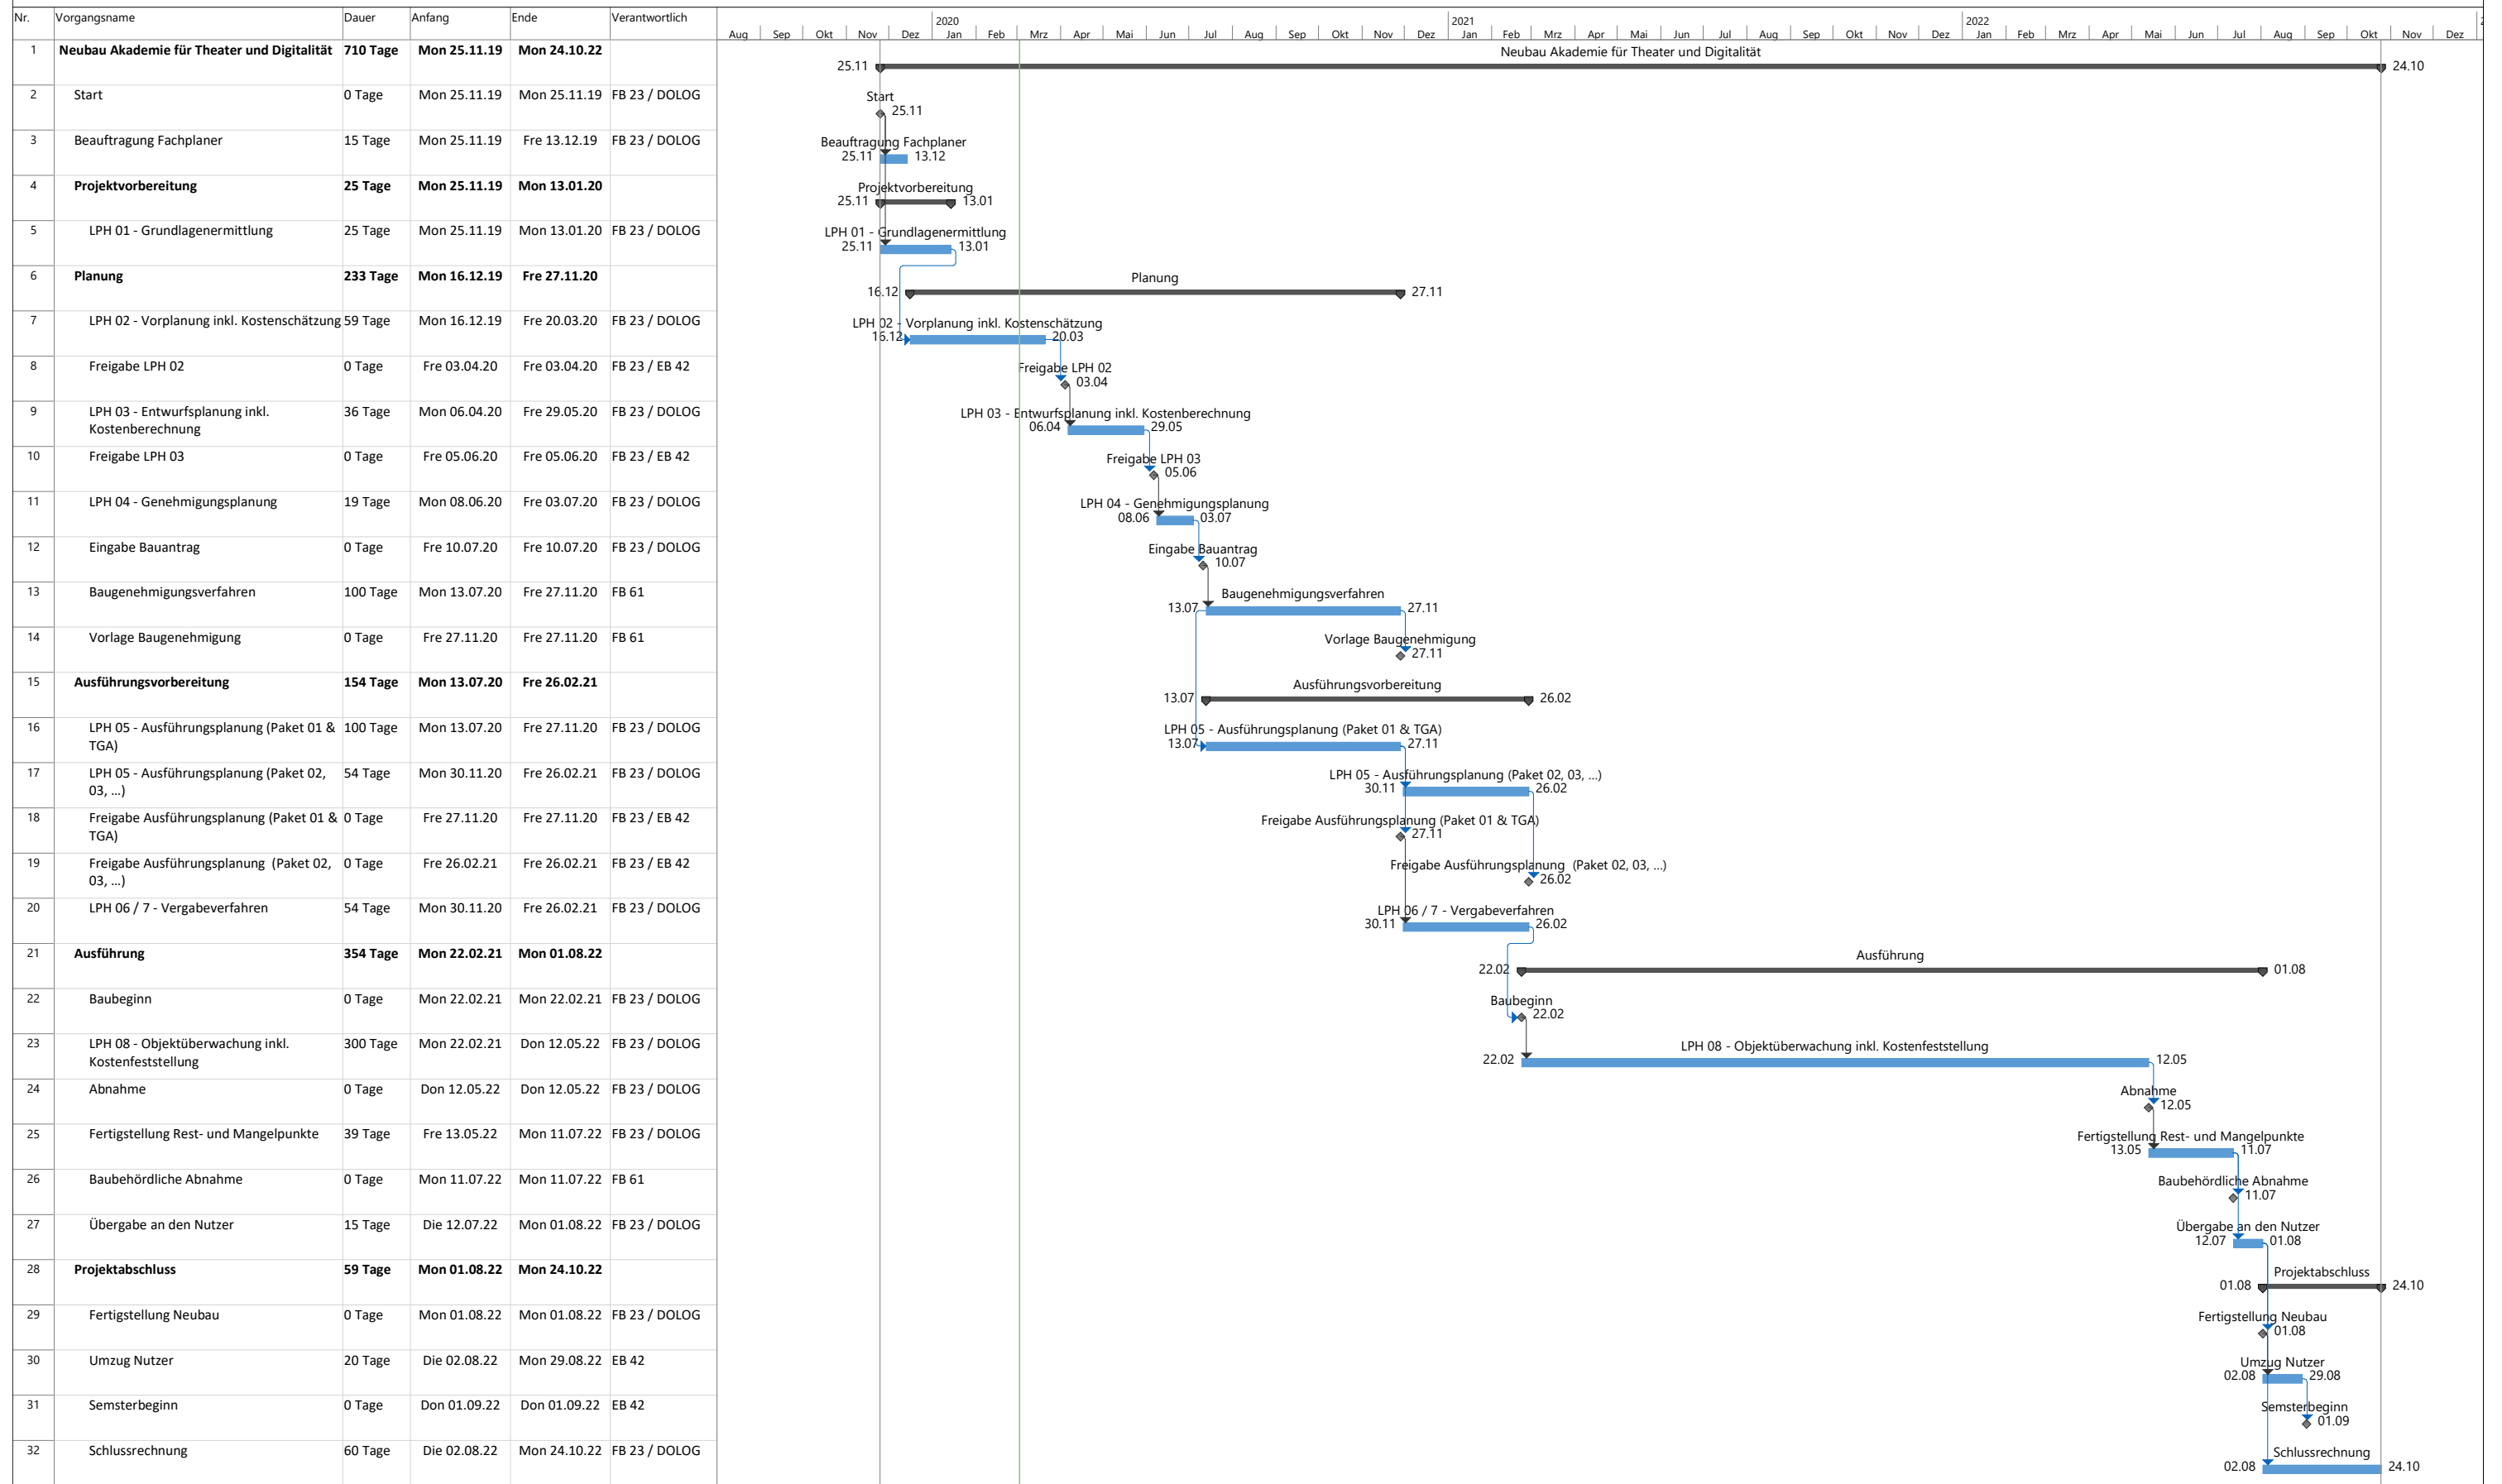 Nr. Vorgangsname Dauer Anfang Ende Verantwortlich
2020 2021 2022
Aug Sep Okt Nov Dez Jan Feb Mrz Apr Mai Jun Jul Aug Sep Okt Nov Dez Jan Feb Mrz Apr Mai Jun Jul Aug Sep Okt Nov Dez Jan Feb Mrz Apr Mai Jun Jul Aug Sep Okt Nov Dez
1 Neubau Akademie für Theater und Digitalität 710 Tage Mon 25.11.19 Mon 24.10.22 Neubau Akademie für Theater und Digitalität
25.11 24.10
2 Start 0 Tage Mon 25.11.19 Mon 25.11.19 FB 23 / DOLOG Start
25.11
3 Beauftragung Fachplaner 15 Tage Mon 25.11.19 Fre 13.12.19 FB 23 / DOLOG Beauftragung Fachplaner
25.11 13.12
4 Projektvorbereitung 25 Tage Mon 25.11.19 Mon 13.01.20 Projektvorbereitung
25.11 13.01
5 LPH 01 - Grundlagenermittlung 25 Tage Mon 25.11.19 Mon 13.01.20 FB 23 / DOLOG LPH 01 - Grundlagenermittlung
25.11 13.01
6 Planung 233 Tage Mon 16.12.19 Fre 27.11.20 Planung
16.12 27.11
7 LPH 02 - Vorplanung inkl. Kostenschätzung 59 Tage Mon 16.12.19 Fre 20.03.20 FB 23 / DOLOG LPH 02 - Vorplanung inkl. Kostenschätzung
16.12 20.03
8 Freigabe LPH 02 0 Tage Fre 03.04.20 Fre 03.04.20 FB 23 / EB 42 Freigabe LPH 02
03.04
9 LPH 03 - Entwurfsplanung inkl. 36 Tage Mon 06.04.20 Fre 29.05.20 FB 23 / DOLOG LPH 03 - Entwurfsplanung inkl. Kostenberechnung
Kostenberechnung 06.04 29.05
10 Freigabe LPH 03 0 Tage Fre 05.06.20 Fre 05.06.20 FB 23 / EB 42 Freigabe LPH 03
05.06
11 LPH 04 - Genehmigungsplanung 19 Tage Mon 08.06.20 Fre 03.07.20 FB 23 / DOLOG LPH 04 - Genehmigungsplanung
08.06 03.07
12 Eingabe Bauantrag 0 Tage Fre 10.07.20 Fre 10.07.20 FB 23 / DOLOG Eingabe Bauantrag
10.07
13 Baugenehmigungsverfahren 100 Tage Mon 13.07.20 Fre 27.11.20 FB 61 Baugenehmigungsverfahren
13.07 27.11
14 Vorlage Baugenehmigung 0 Tage Fre 27.11.20 Fre 27.11.20 FB 61 Vorlage Baugenehmigung
27.11
15 Ausführungsvorbereitung 154 Tage Mon 13.07.20 Fre 26.02.21 Ausführungsvorbereitung
13.07 26.02
16 LPH 05 - Ausführungsplanung (Paket 01 & 100 Tage Mon 13.07.20 Fre 27.11.20 FB 23 / DOLOG LPH 05 - Ausführungsplanung (Paket 01 & TGA)
TGA) 13.07 27.11
17 LPH 05 - Ausführungsplanung (Paket 02, 54 Tage Mon 30.11.20 Fre 26.02.21 FB 23 / DOLOG LPH 05 - Ausführungsplanung (Paket 02, 03, ...)
03, ...) 30.11 26.02
18 Freigabe Ausführungsplanung (Paket 01 & 0 Tage Fre 27.11.20 Fre 27.11.20 FB 23 / EB 42 Freigabe Ausführungsplanung (Paket 01 & TGA)
TGA) 27.11
19 Freigabe Ausführungsplanung (Paket 02, 0 Tage Fre 26.02.21 Fre 26.02.21 FB 23 / EB 42 Freigabe Ausführungsplanung (Paket 02, 03, ...)
03, ...) 26.02
20 LPH 06 / 7 - Vergabeverfahren 54 Tage Mon 30.11.20 Fre 26.02.21 FB 23 / DOLOG LPH 06 / 7 - Vergabeverfahren
30.11 26.02
21 Ausführung 354 Tage Mon 22.02.21 Mon 01.08.22 Ausführung
22.02 01.08
22 Baubeginn 0 Tage Mon 22.02.21 Mon 22.02.21 FB 23 / DOLOG Baubeginn
22.02
23 LPH 08 - Objektüberwachung inkl. 300 Tage Mon 22.02.21 Don 12.05.22 FB 23 / DOLOG LPH 08 - Objektüberwachung inkl. Kostenfeststellung
Kostenfeststellung 22.02 12.05
24 Abnahme 0 Tage Don 12.05.22 Don 12.05.22 FB 23 / DOLOG Abnahme
12.05
25 Fertigstellung Rest- und Mangelpunkte 39 Tage Fre 13.05.22 Mon 11.07.22 FB 23 / DOLOG Fertigstellung Rest- und Mangelpunkte
13.05 11.07
26 Baubehördliche Abnahme 0 Tage Mon 11.07.22 Mon 11.07.22 FB 61 Baubehördliche Abnahme
11.07
27 Übergabe an den Nutzer 15 Tage Die 12.07.22 Mon 01.08.22 FB 23 / DOLOG Übergabe an den Nutzer
12.07 01.08
28 Projektabschluss 59 Tage Mon 01.08.22 Mon 24.10.22 Projektabschluss
01.08 24.10
29 Fertigstellung Neubau 0 Tage Mon 01.08.22 Mon 01.08.22 FB 23 / DOLOG Fertigstellung Neubau
01.08
30 Umzug Nutzer 20 Tage Die 02.08.22 Mon 29.08.22 EB 42 Umzug Nutzer
02.08 29.08
31 Semsterbeginn 0 Tage Don 01.09.22 Don 01.09.22 EB 42 Semsterbeginn
01.09
32 Schlussrechnung 60 Tage Die 02.08.22 Mon 24.10.22 FB 23 / DOLOG Schlussrechnung
02.08 24.10